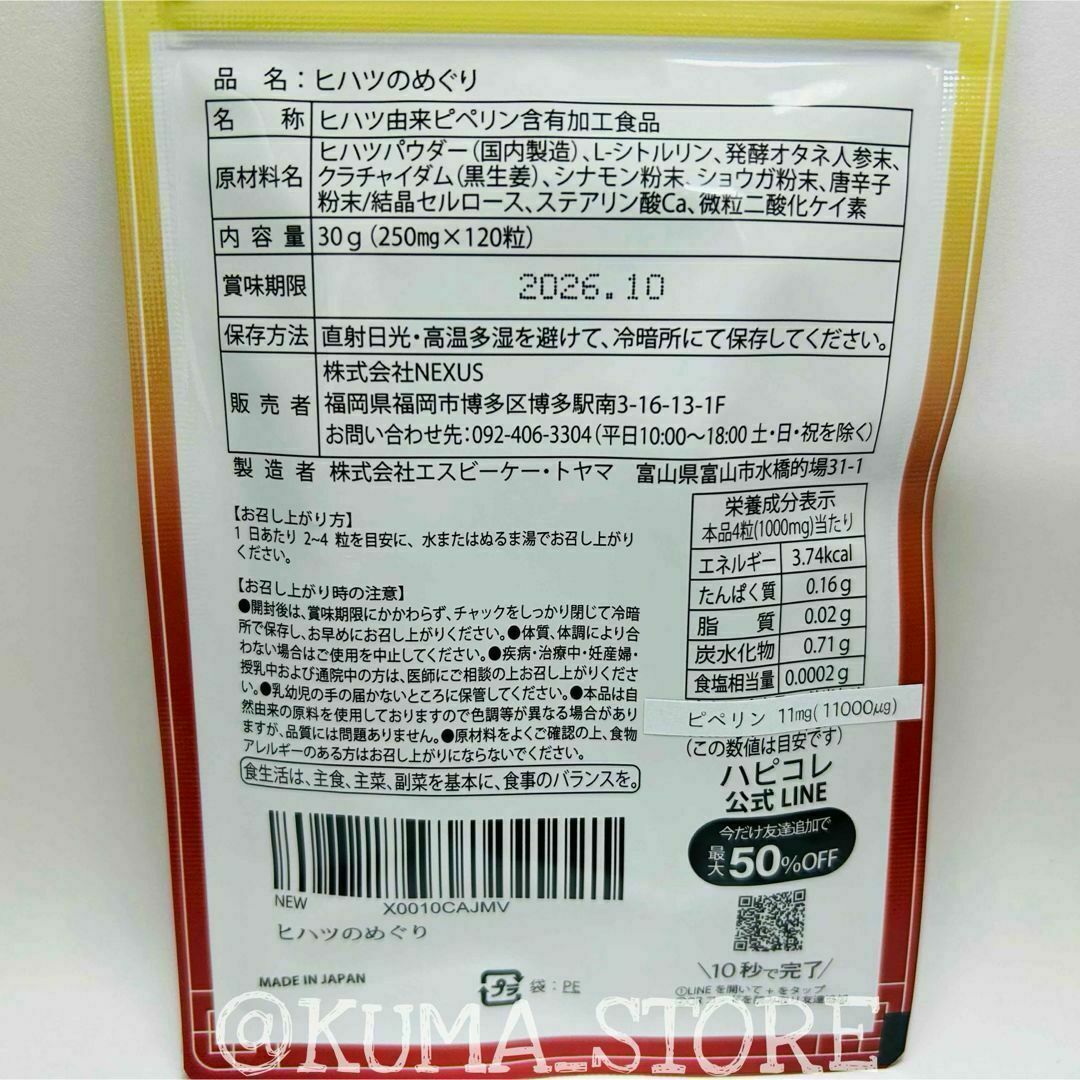 品 名：ヒハツのめぐり
名 称 ヒハツ由来ピペリン含有加工食品
原材料名 ヒハツパウダー（国内製造）、L-シトルリン、発酵オタネ人参末、
クラチャイダム（黒生姜）、シナモン粉末、ショウガ粉末、唐辛子
粉末/結晶セルロース、ステアリン酸Ca、微粒二酸化ケイ素
内 容 量 30g（250mg×120粒）
賞味期限 2026.10
保存方法 直射日光・高温多湿を避けて、冷暗所にて保存してください。
販 売 者 株式会社NEXUS
福岡県福岡市博多区博多駅南3-16-13-1F
お問い合わせ先：092-406-3304（平日10:00〜18:00 土・日・祝を除く）
製 造 者 株式会社エスビーケー・トヤマ 富山県富山市水橋的場31-1
【お召し上がり方】
1 日あたり 2~4 粒を目安に、水またはぬるま湯でお召し上がり
ください。
【お召し上がり時の注意】
●開封後は、賞味期限にかかわらず、チャックをしっかり閉じて冷暗
所で保存し、お早めにお召し上がりください。●体質、体調により合
わない場合はご使用を中止してください。●疾病・治療中・妊産婦・
授乳中および通院中の方は、医師にご相談の上お召し上がりくださ
い。●乳幼児の手の届かないところに保管してください。●本品は自
然由来の原料を使用しておりますので色調等が異なる場合があり
ますが、品質には問題ありません。●原材料をよくご確認の上、食物
アレルギーのある方はお召し上がりにならないでください。
食生活は、主食、主菜、副菜を基本に、食事のバランスを。
栄養成分表示
本品4粒(1000mg)当たり
エネルギー 3.74kcal
たんぱく質 0.16g
脂 質 0.02g
炭水化物 0.71g
食塩相当量 0.0002g
ピペリン 11mg(11000μg)
（この数値は目安です）
ハピコレ
公式 LINE
今だけ友達追加で
最大50%OFF
\10秒で完了/
①LINEを開いて+をタップ
NEW X0010CAJMV
ヒハツのめぐり
MADE IN JAPAN
プラ 袋：PE
@KUMA_STORE